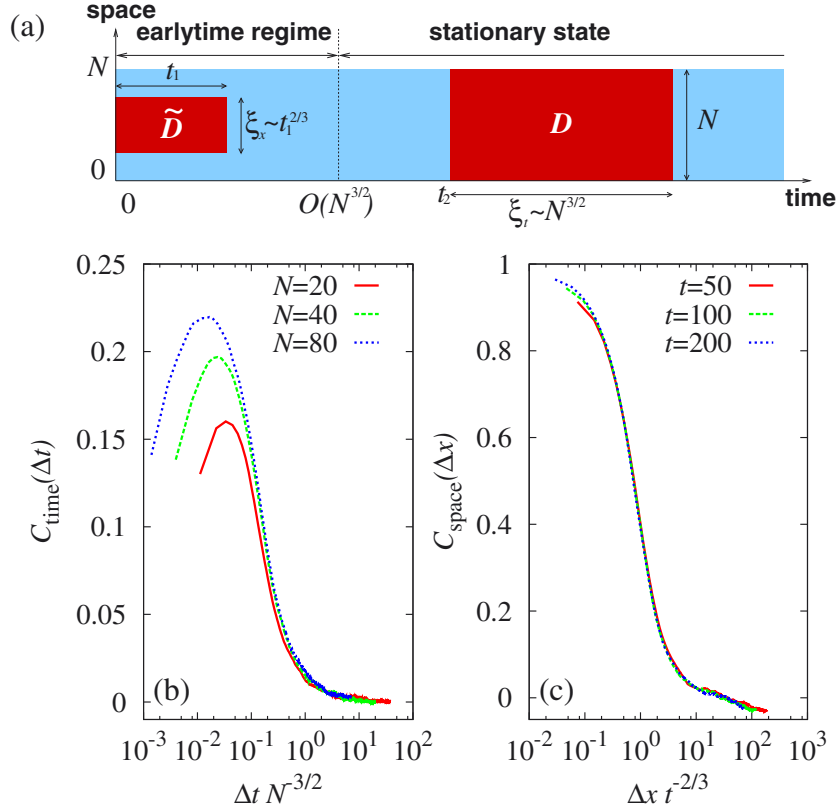 (a)
space
earlytime regime
stationary state
N
t₁
D̃
ξₓ~t₁^{2/3}
D
N
0
0
O(N^{3/2})
t₂
ξₜ~N^{3/2}
time
0.25
0.2
0.15
0.1
0.05
0
C_{time}(Δt)
N=20
N=40
N=80
(b)
10^{-3} 10^{-2} 10^{-1} 10^{0} 10^{1} 10^{2}
Δt N^{-3/2}
1
0.8
0.6
0.4
0.2
0
C_{space}(Δx)
t=50
t=100
t=200
(c)
10^{-2} 10^{-1} 10^{0} 10^{1} 10^{2} 10^{3}
Δx t^{-2/3}